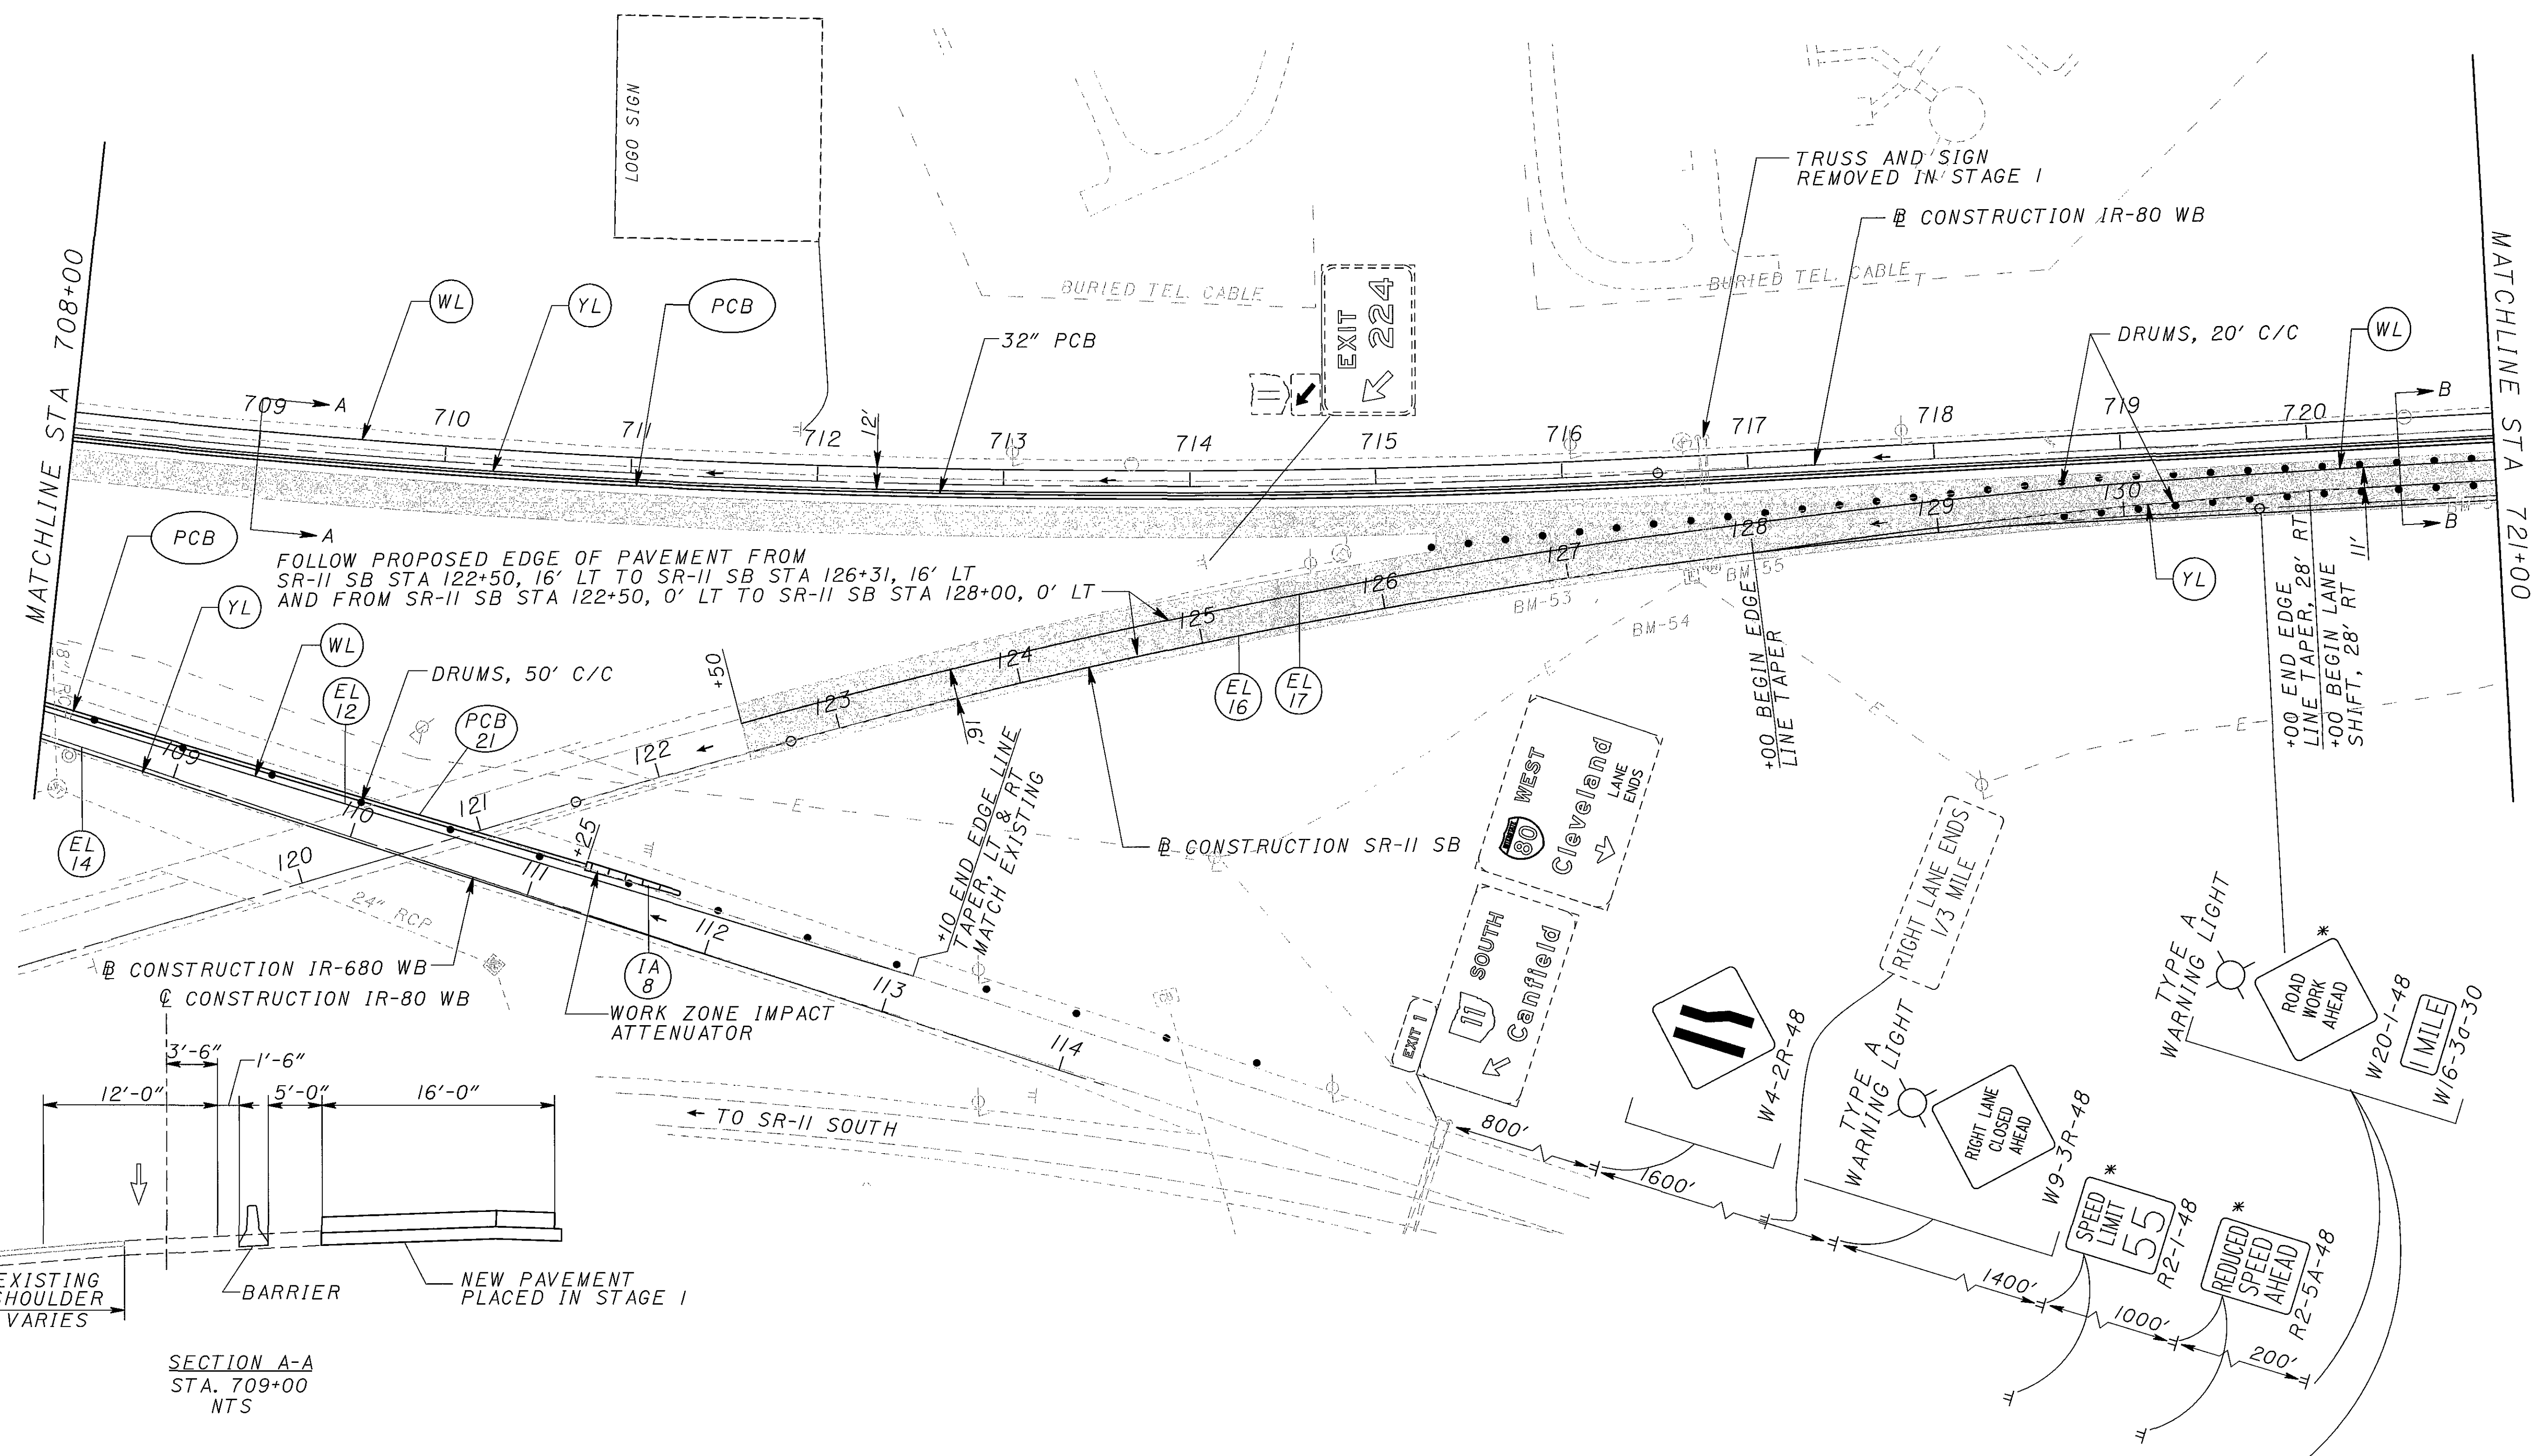 MATCHLINE STA 708+00
LOGO SIGN
TRUSS AND SIGN
REMOVED IN STAGE 1
BL CONSTRUCTION IR-80 WB
BURIED TEL. CABLE
BURIED TEL. CABLE
T
MATCHLINE STA 721+00
WL
YL
PCB
32" PCB
EXIT
224
11
DRUMS, 20' C/C
WL
709
A
710
711
712
12'
713
714
715
716
717
718
719
720
B
PCB
A
FOLLOW PROPOSED EDGE OF PAVEMENT FROM
SR-11 SB STA 122+50, 16' LT TO SR-11 SB STA 126+31, 16' LT
AND FROM SR-11 SB STA 122+50, 0' LT TO SR-11 SB STA 128+00, 0' LT
130
129
128
127
126
125
124
123
122
121
120
B
11'
YL
BM-55
BM-53
BM-54
YL
WL
EL
12
DRUMS, 50' C/C
PCB
21
+50
16'
EL
16
EL
17
+00 BEGIN EDGE
LINE TAPER
+00 END EDGE
LINE TAPER, 28' RT
+00 BEGIN LANE
SHIFT, 28' RT
E
E
E
E
109
110
111
112
113
114
EL
14
+25
24" RCP
BL CONSTRUCTION IR-680 WB
CL CONSTRUCTION IR-80 WB
IA
8
WORK ZONE IMPACT
ATTENUATOR
+10 END EDGE LINE
TAPER, LT & RT
MATCH EXISTING
BL CONSTRUCTION SR-11 SB
80
WEST
Cleveland
LANE
ENDS
EXIT 1
11
SOUTH
Canfield
RIGHT LANE ENDS
1/3 MILE
W4-2R-48
TYPE A
WARNING LIGHT
RIGHT LANE
CLOSED
AHEAD
W9-3R-48
TYPE A
WARNING LIGHT
*
ROAD
WORK
AHEAD
W20-1-48
1 MILE
W16-3a-30
*
SPEED
LIMIT
55
R2-1-48
*
REDUCED
SPEED
AHEAD
R2-5A-48
800'
1600'
1400'
1000'
200'
← TO SR-11 SOUTH
3'-6"
1'-6"
12'-0"
5'-0"
16'-0"
EXISTING
SHOULDER
VARIES
BARRIER
NEW PAVEMENT
PLACED IN STAGE 1
SECTION A-A
STA. 709+00
NTS